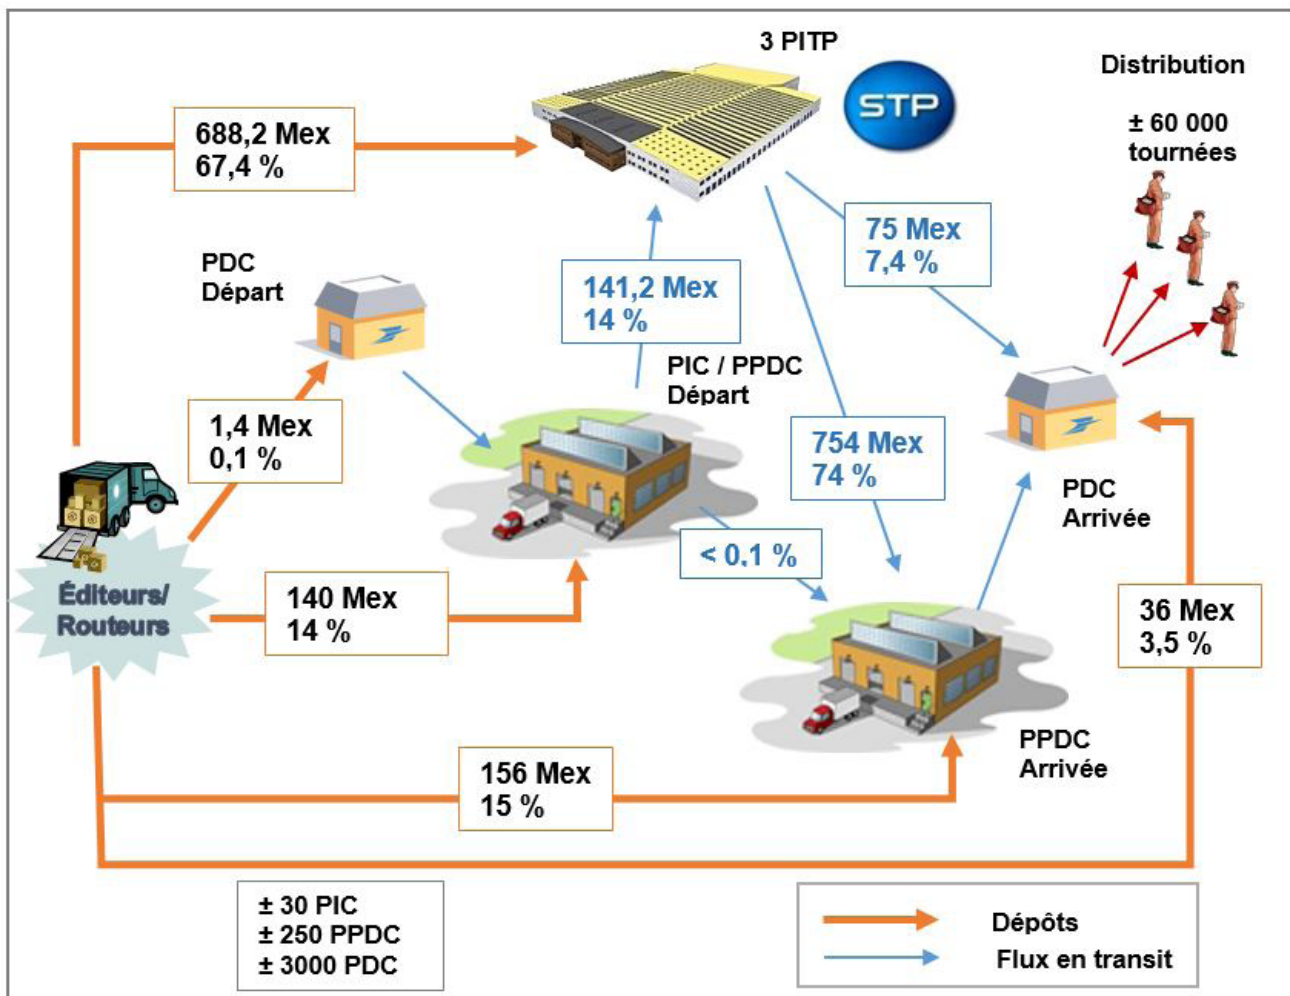 3 PITP
STP
Distribution
± 60 000
tournées
688,2 Mex
67,4 %
75 Mex
7,4 %
PDC
Départ
141,2 Mex
14 %
PIC / PPDC
Départ
1,4 Mex
0,1 %
754 Mex
74 %
PDC
Arrivée
< 0,1 %
Éditeurs/
Routeurs
140 Mex
14 %
36 Mex
3,5 %
PPDC
Arrivée
156 Mex
15 %
± 30 PIC
± 250 PPDC
± 3000 PDC
Dépôts
Flux en transit